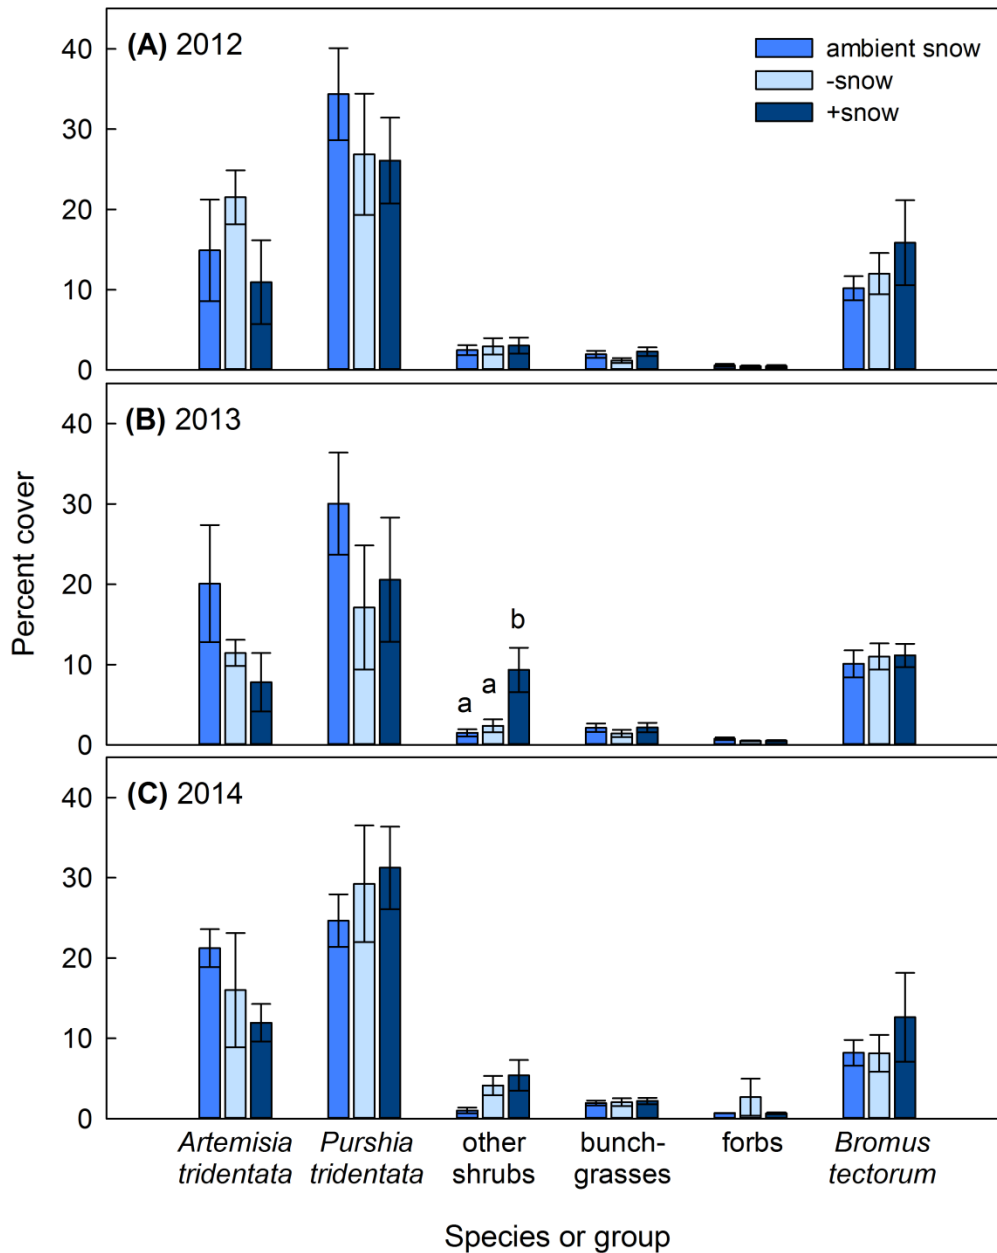 (A) 2012
ambient snow
-snow
+snow
40
30
20
10
0
(B) 2013
40
30
20
10
0
a
a
b
(C) 2014
40
30
20
10
0
Percent cover
Artemisia
tridentata
Purshia
tridentata
other
shrubs
bunch-
grasses
forbs
Bromus
tectorum
Species or group